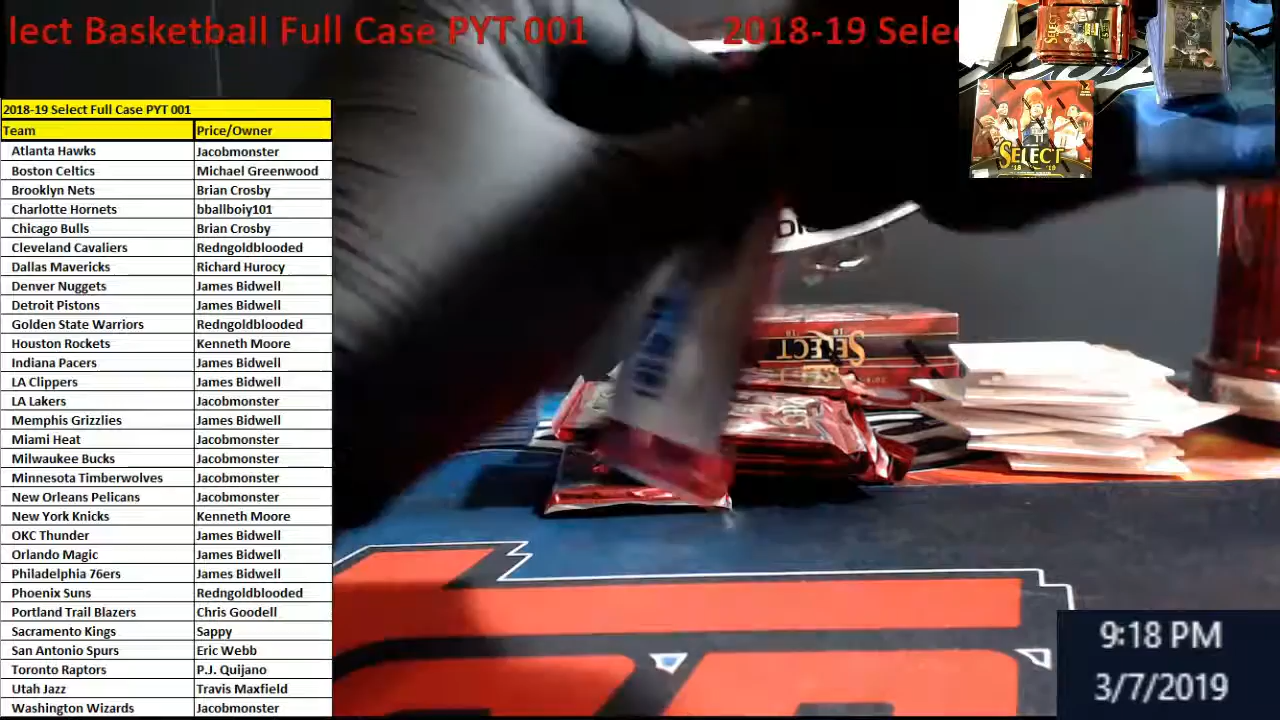 lect Basketball Full Case PYT 001 2018-19 Sele
2018-19 Select Full Case PYT 001
Team Price/Owner
Atlanta Hawks Jacobmonster
Boston Celtics Michael Greenwood
Brooklyn Nets Brian Crosby
Charlotte Hornets bballboiy101
Chicago Bulls Brian Crosby
Cleveland Cavaliers Redngoldblooded
Dallas Mavericks Richard Hurocy
Denver Nuggets James Bidwell
Detroit Pistons James Bidwell
Golden State Warriors Redngoldblooded
Houston Rockets Kenneth Moore
Indiana Pacers James Bidwell
LA Clippers James Bidwell
LA Lakers Jacobmonster
Memphis Grizzlies James Bidwell
Miami Heat Jacobmonster
Milwaukee Bucks Jacobmonster
Minnesota Timberwolves Jacobmonster
New Orleans Pelicans Jacobmonster
New York Knicks Kenneth Moore
OKC Thunder James Bidwell
Orlando Magic James Bidwell
Philadelphia 76ers James Bidwell
Phoenix Suns Redngoldblooded
Portland Trail Blazers Chris Goodell
Sacramento Kings Sappy
San Antonio Spurs Eric Webb
Toronto Raptors P.J. Quijano
Utah Jazz Travis Maxfield
Washington Wizards Jacobmonster
SELECT
SELECT
SELECT
9:18 PM
3/7/2019